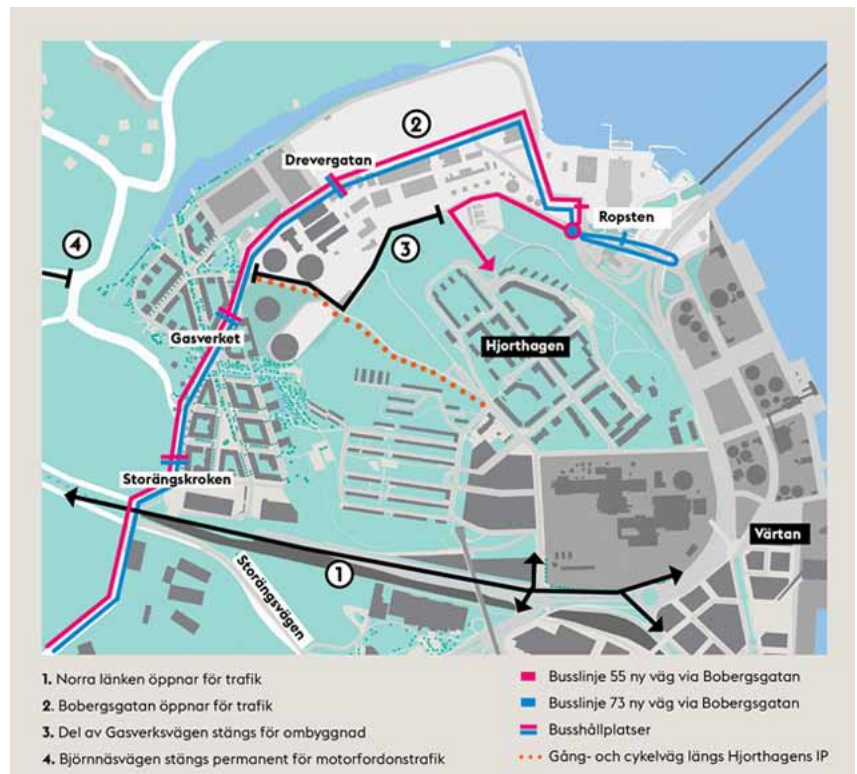 2
Drevergatan
Ropsten
4
3
Gasverket
Hjorthagen
Storängskroken
Värtan
1
Storängsvägen
1. Norra länken öppnar för trafik
2. Bobergsgatan öppnar för trafik
3. Del av Gasverksvägen stängs för ombyggnad
4. Björnnäsvägen stängs permanent för motorfordonstrafik
Busslinje 55 ny väg via Bobergsgatan
Busslinje 73 ny väg via Bobergsgatan
Busshållplatser
Gång- och cykelväg längs Hjorthagens IP